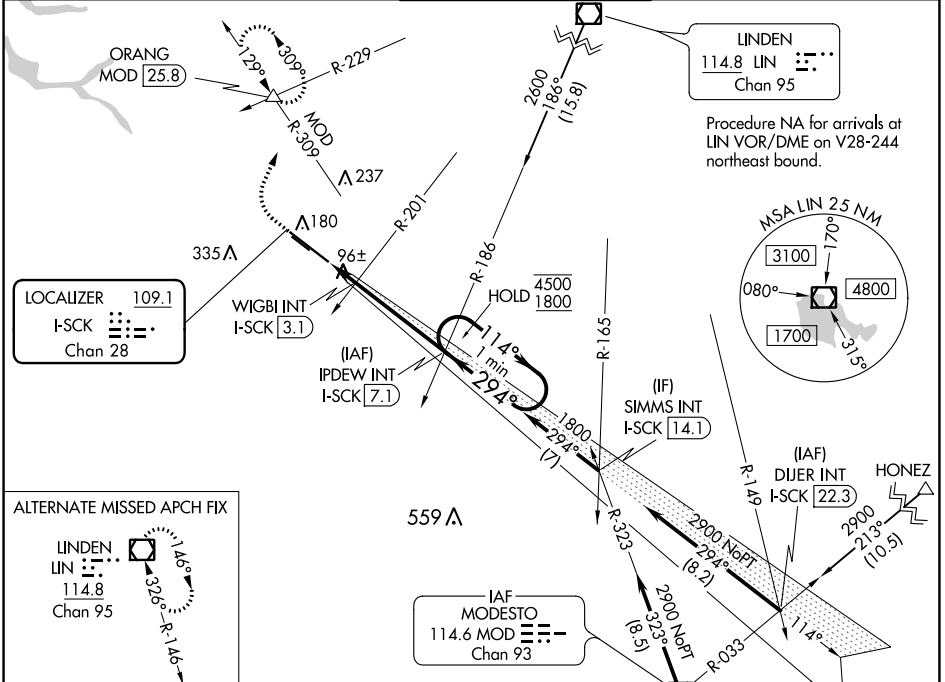 ORANG
MOD 25.8
129°
309°
R-229
MOD
R-309
237
LINDEN
114.8 LIN
Chan 95
2600
186°
(15.8)
Procedure NA for arrivals at
LIN VOR/DME on V28-244
northeast bound.
180
335
96±
R-201
R-186
HOLD
4500
1800
R-165
MSA LIN 25 NM
3100
170°
080°
4800
1700
315°
LOCALIZER 109.1
I-SCK
Chan 28
WIGBI INT
I-SCK 3.1
(IAF)
IPDEW INT
I-SCK 7.1
114°
1 min
294°
(IF)
SIMMS INT
I-SCK 14.1
1800
294°
(7)
(IAF)
DIJER INT
I-SCK 22.3
R-149
HONEZ
2900
213°
(10.5)
ALTERNATE MISSED APCH FIX
LINDEN
LIN
114.8
Chan 95
146°
326°
R-146
559
R-323
2900 NoPT
294°
(8.2)
2900 NoPT
323°
(8.5)
IAF
MODESTO
114.6 MOD
Chan 93
R-033
114°